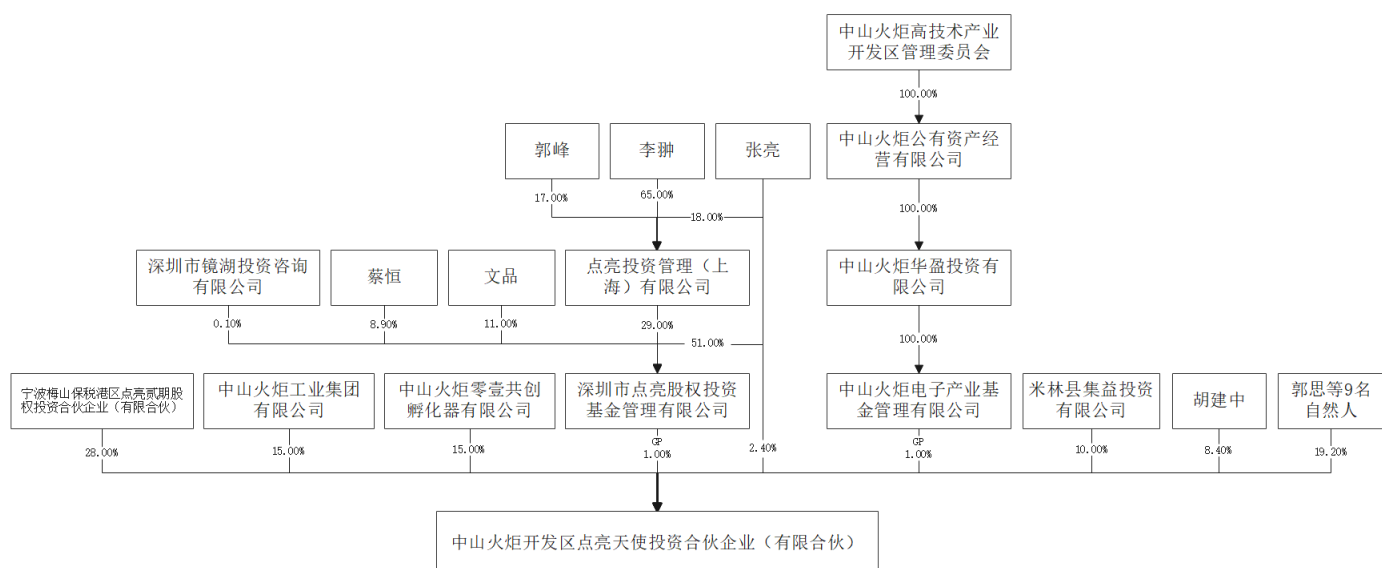 中山火炬高技术产业
开发区管理委员会
100.00%
郭峰
李翀
张亮
中山火炬公有资产经
营有限公司
17.00%
65.00%
18.00%
100.00%
深圳市镜湖投资咨询
有限公司
蔡恒
文品
点亮投资管理（上
海）有限公司
中山火炬华盈投资有
限公司
0.10%
8.90%
11.00%
29.00%
51.00%
100.00%
宁波梅山保税港区点亮贰期股
权投资合伙企业（有限合伙）
中山火炬工业集团
有限公司
中山火炬零壹共创
孵化器有限公司
深圳市点亮股权投资
基金管理有限公司
中山火炬电子产业基
金管理有限公司
米林县集益投资
有限公司
胡建中
郭思等9名
自然人
28.00%
15.00%
15.00%
GP
1.00%
2.40%
GP
1.00%
10.00%
8.40%
19.20%
中山火炬开发区点亮天使投资合伙企业（有限合伙）